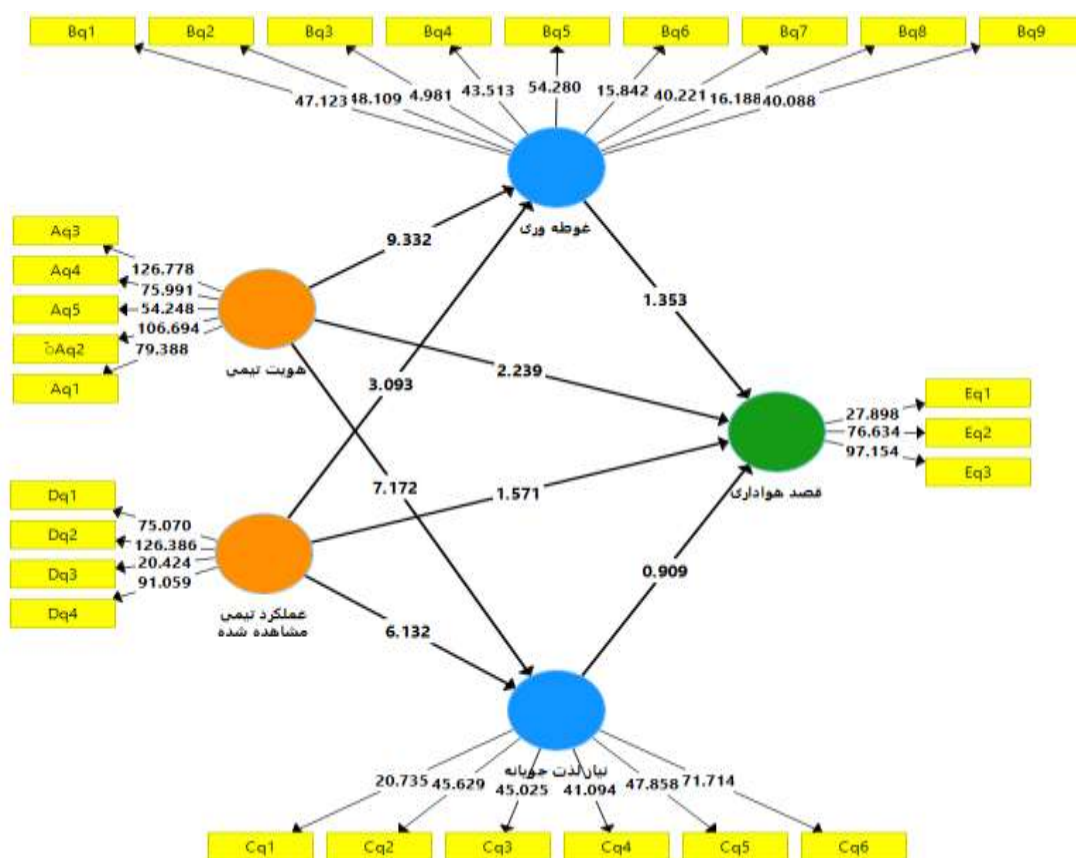 Bq1 Bq2 Bq3 Bq4 Bq5 Bq6 Bq7 Bq8 Bq9
47.123 48.109 4.981 43.513 54.280 15.842 40.221 16.188 40.088
غوطه وری
Aq3
Aq4
Aq5
Aq2
Aq1
126.778
75.991
54.248
106.694
79.388
هویت تیمی
9.332
1.353
3.093
2.239
7.172
1.571
6.132
0.909
قصد هواداری
27.898
76.634
97.154
Eq1
Eq2
Eq3
Dq1
Dq2
Dq3
Dq4
75.070
126.386
20.424
91.059
عملکرد تیمی
مشاهده شده
نیاز لذت جویانه
20.735 45.629 45.025 41.094 47.858 71.714
Cq1 Cq2 Cq3 Cq4 Cq5 Cq6